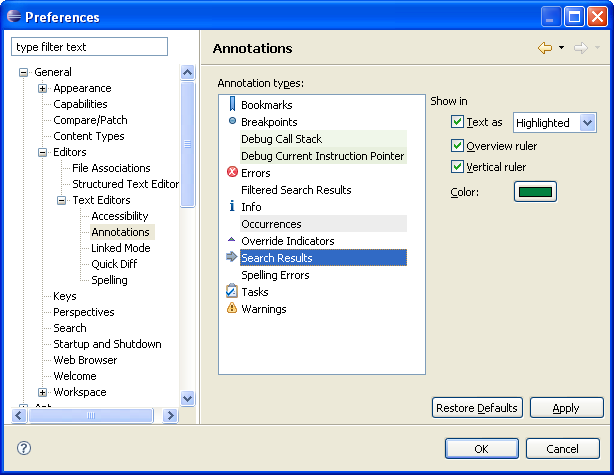 Preferences
type filter text
General
Appearance
Capabilities
Compare/Patch
Content Types
Editors
File Associations
Structured Text Editor
Text Editors
Accessibility
Annotations
Linked Mode
Quick Diff
Spelling
Keys
Perspectives
Search
Startup and Shutdown
Web Browser
Welcome
Workspace
Annotations
Annotation types:
Bookmarks
Breakpoints
Debug Call Stack
Debug Current Instruction Pointer
Errors
Filtered Search Results
Info
Occurrences
Override Indicators
Search Results
Spelling Errors
Tasks
Warnings
Show in
Text as Highlighted
Overview ruler
Vertical ruler
Color:
Restore Defaults Apply
OK Cancel